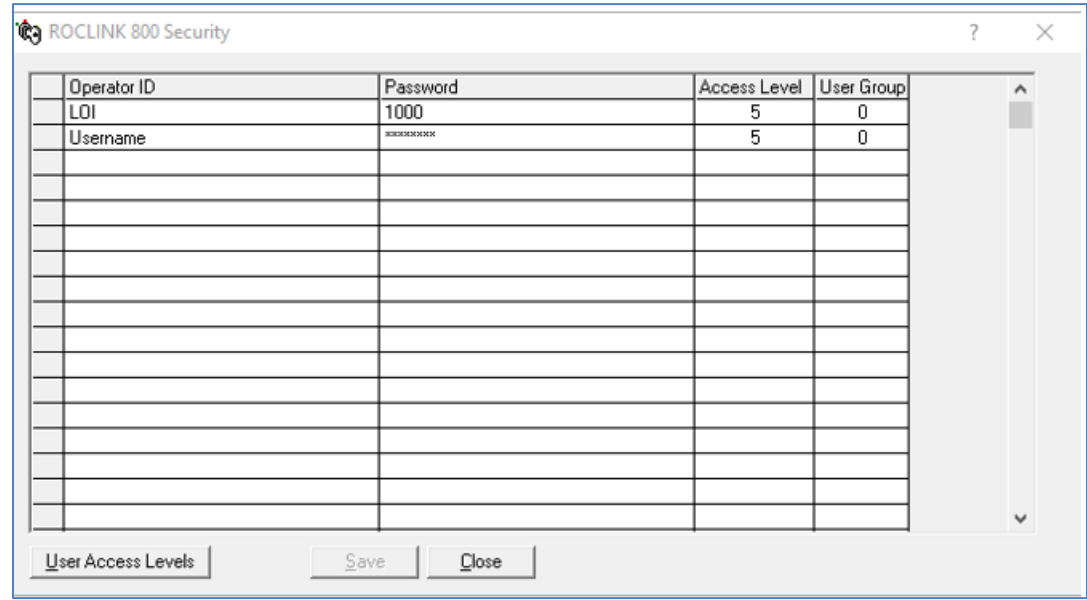 ROCLINK 800 Security
Operator ID Password Access Level User Group
LOI 1000 5 0
Username ******** 5 0
User Access Levels Save Close